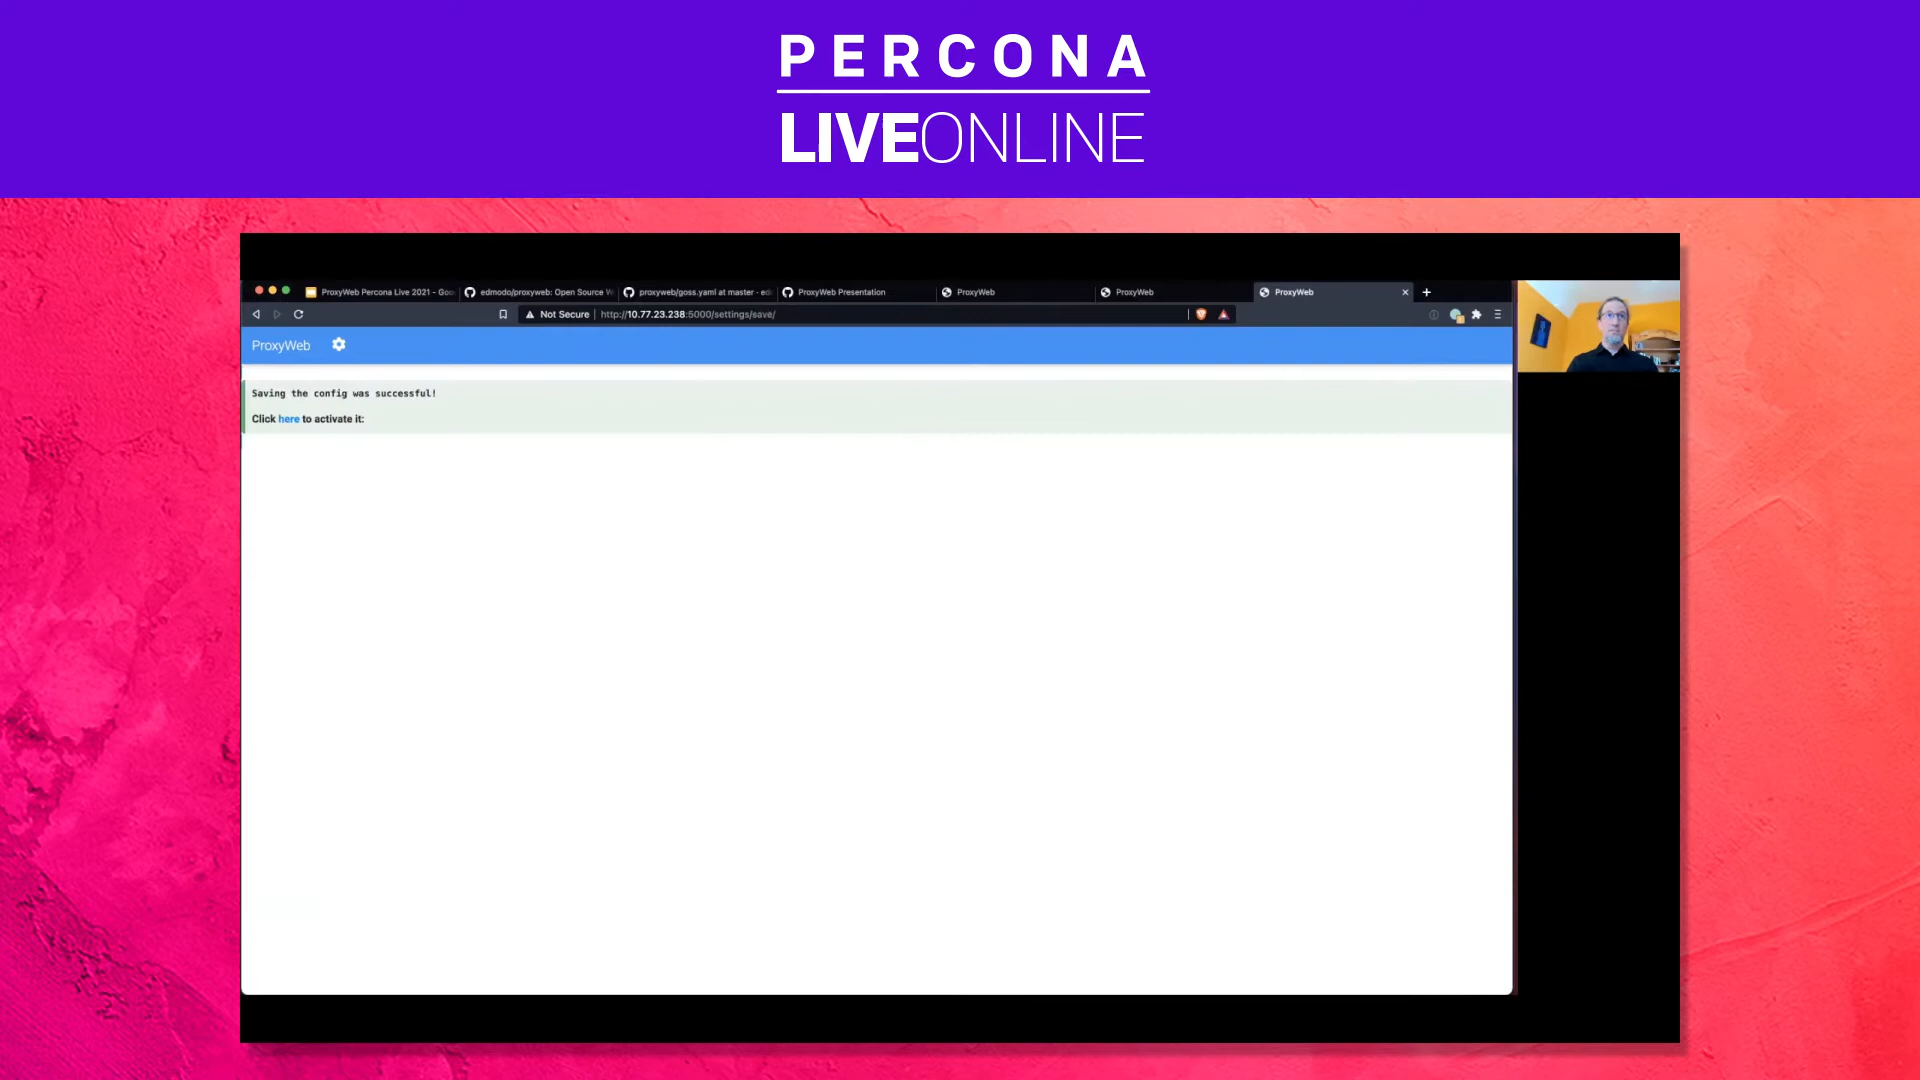 PERCONA
LIVEONLINE
ProxyWeb Percona Live 2021 - Goo
edmodo/proxyweb: Open Source W
proxyweb/goss.yaml at master · ed
ProxyWeb Presentation
ProxyWeb
ProxyWeb
ProxyWeb
Not Secure
http://10.77.23.238:5000/settings/save/
ProxyWeb
Saving the config was successful!
Click here to activate it: